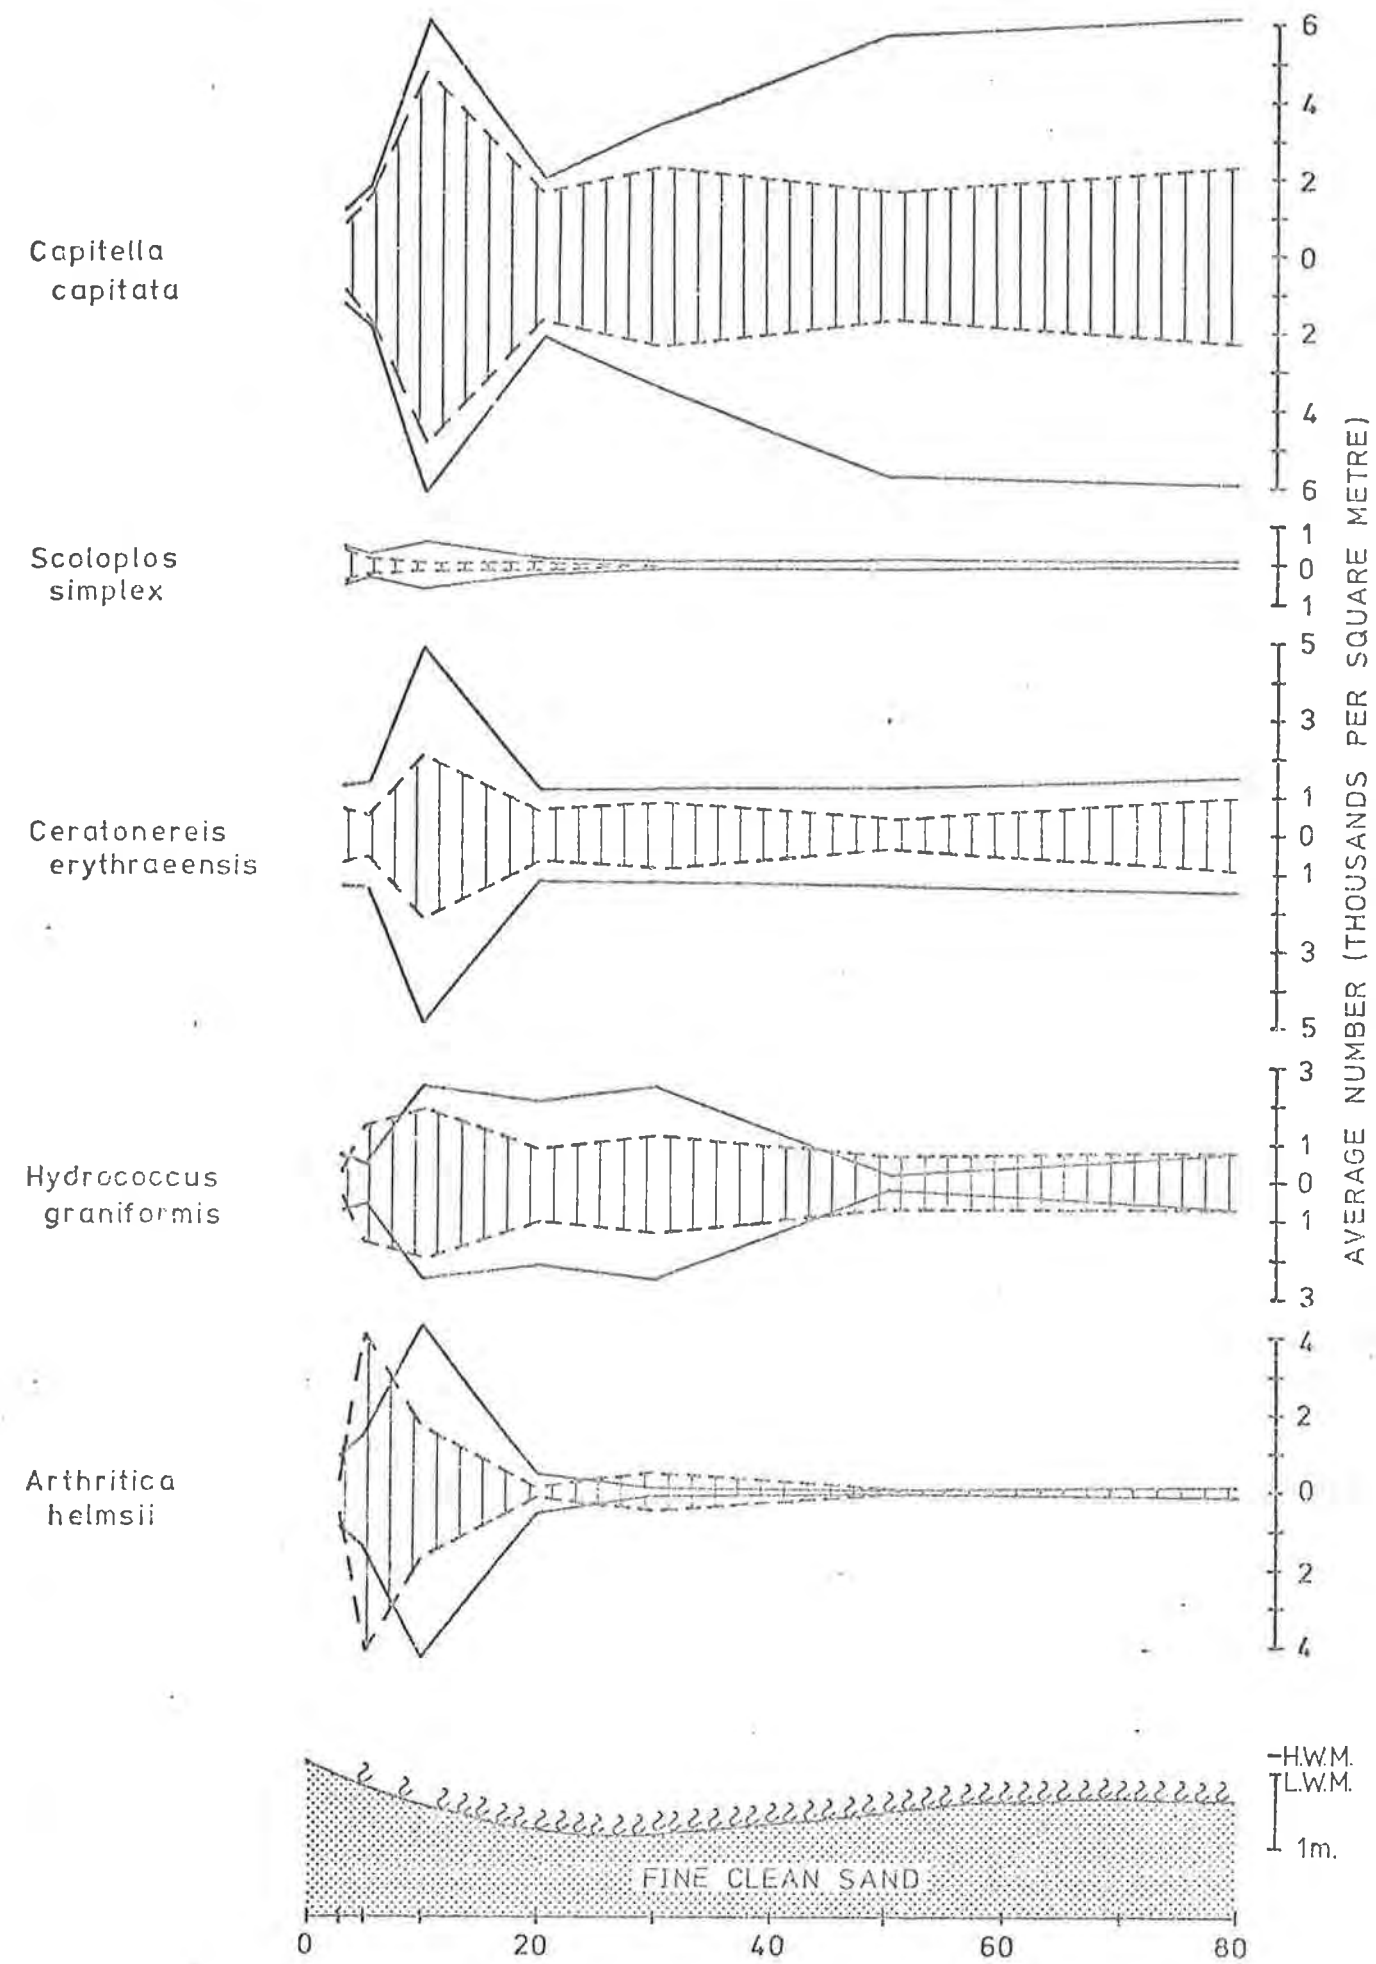 6
4
2
0
2
4
6
Capitella
capitata
1
0
1
Scoloplos
simplex
5
3
1
0
1
3
5
Ceratonereis
erythraeensis
3
1
0
1
3
Hydrococcus
graniformis
4
2
0
2
4
Arthritica
helmsii
AVERAGE NUMBER (THOUSANDS PER SQUARE METRE)
H.W.M.
L.W.M.
1m.
FINE CLEAN SAND
0 20 40 60 80